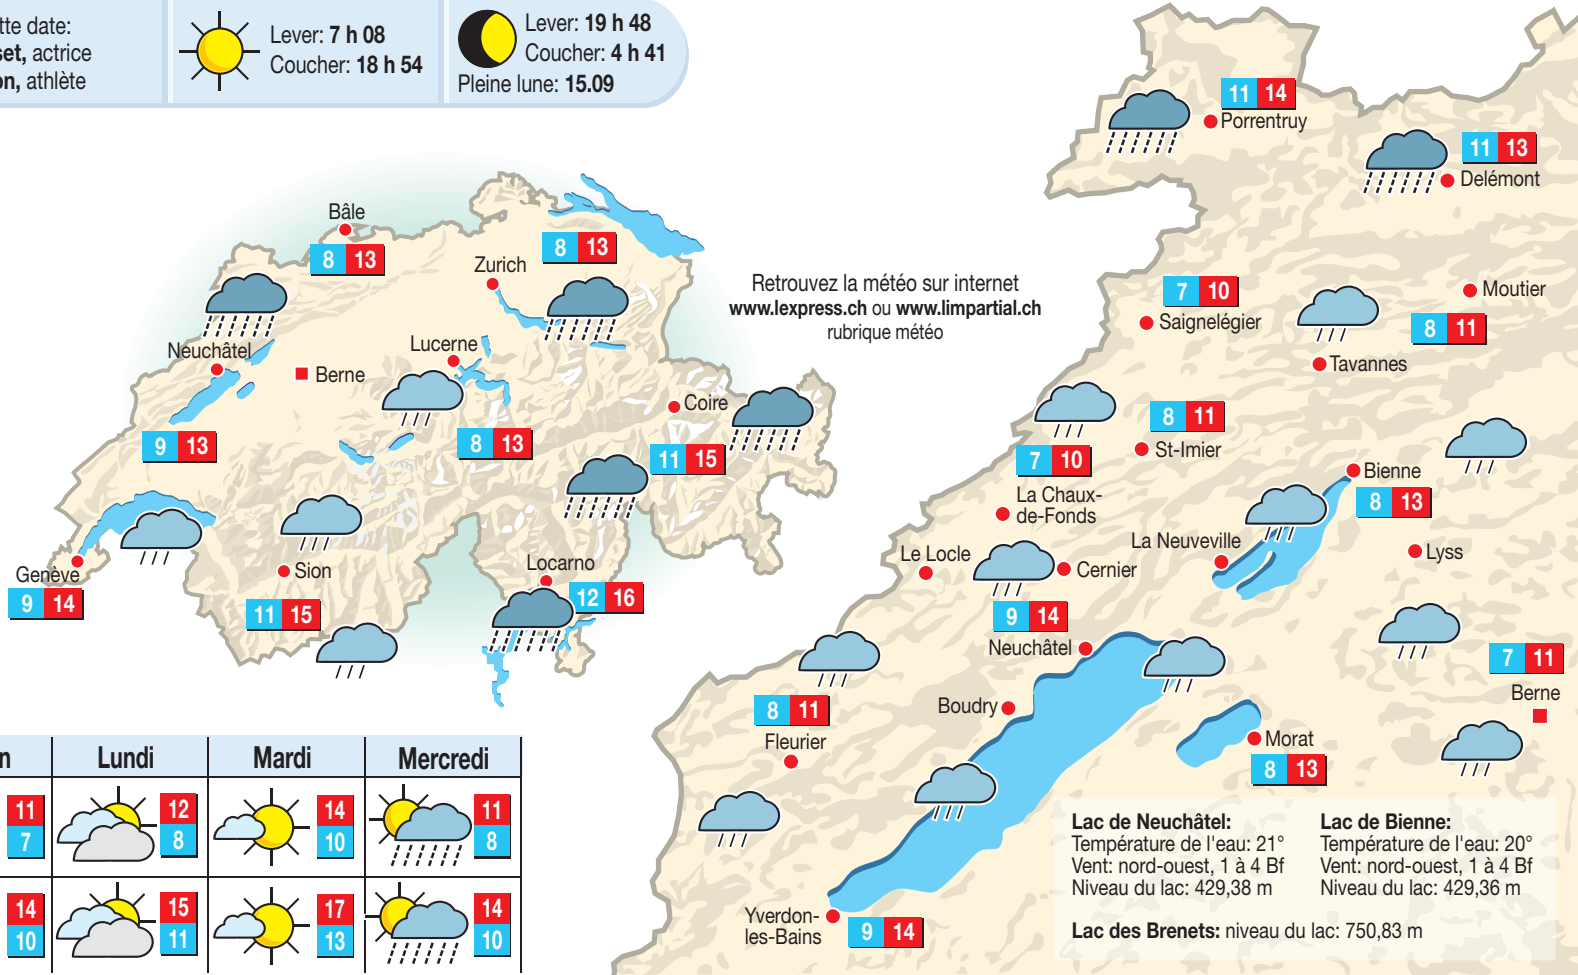 tte date:
set, actrice
on, athlète
Lever: 7 h 08
Coucher: 18 h 54
Lever: 19 h 48
Coucher: 4 h 41
Pleine lune: 15.09
Bâle
8 13
Zurich
8 13
Neuchâtel
9 13
Berne
Lucerne
8 13
Coire
11 15
Genève
9 14
Sion
11 15
Locarno
12 16
Retrouvez la météo sur internet
www.lexpress.ch ou www.limpartial.ch
rubrique météo
11 14
Porrentruy
11 13
Delémont
7 10
Saignelégier
Moutier
8 11
Tavannes
8 11
St-Imier
7 10
La Chaux-
de-Fonds
Bienne
8 13
La Neuveville
Lyss
Le Locle
Cernier
9 14
Neuchâtel
7 11
Berne
Boudry
8 11
Fleurier
Morat
8 13
Yverdon-
les-Bains
9 14
n
Lundi
Mardi
Mercredi
11
7
12
8
14
10
11
8
14
10
15
11
17
13
14
10
Lac de Neuchâtel:
Température de l'eau: 21°
Vent: nord-ouest, 1 à 4 Bf
Niveau du lac: 429,38 m
Lac de Bienne:
Température de l'eau: 20°
Vent: nord-ouest, 1 à 4 Bf
Niveau du lac: 429,36 m
Lac des Brenets: niveau du lac: 750,83 m